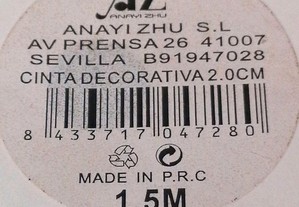 AZ
ANAYI ZHU
ANAYI ZHU S.L
AV PRENSA 26 41007
SEVILLA B91947028
CINTA DECORATIVA 2.0CM
8 433717 047280
MADE IN P.R.C
1.5M